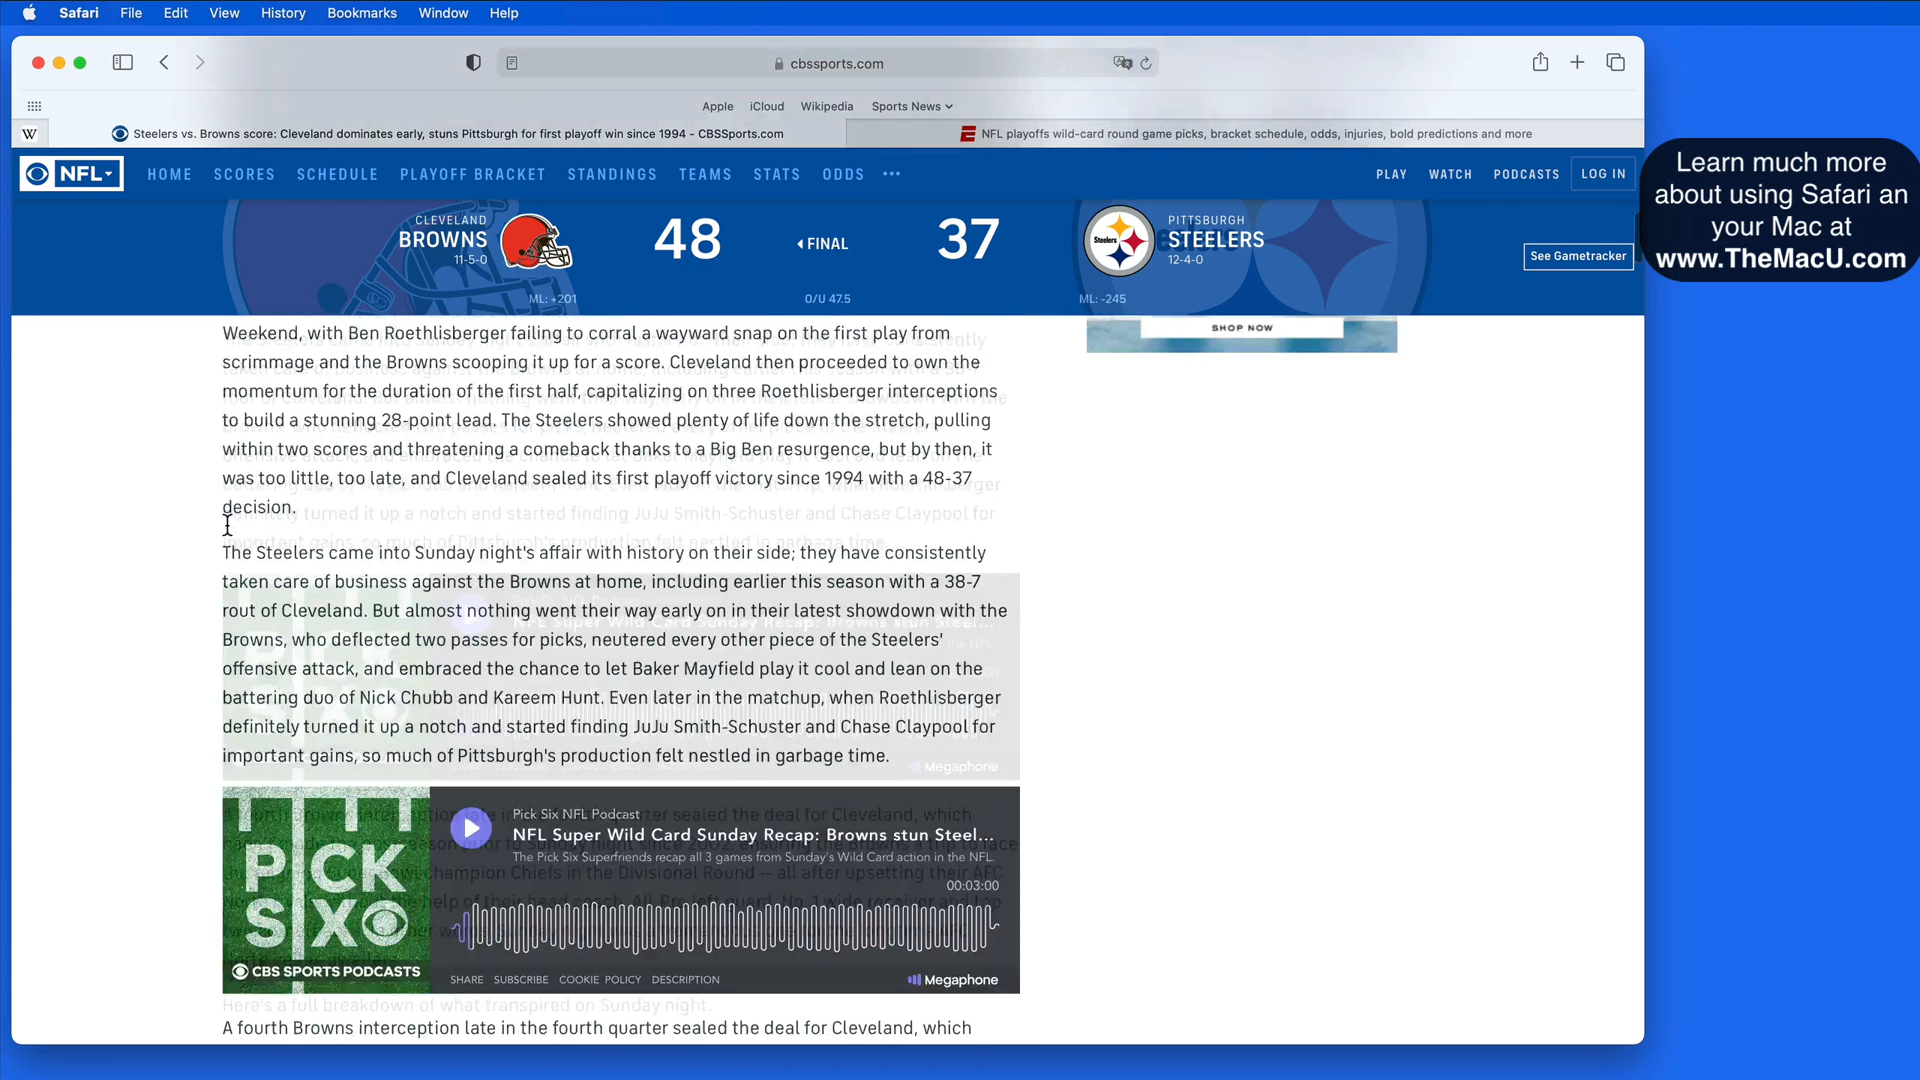 Safari File Edit View History Bookmarks Window Help
cbssports.com
Apple iCloud Wikipedia Sports News
W Steelers vs. Browns score: Cleveland dominates early, stuns Pittsburgh for first playoff win since 1994 - CBSSports.com NFL playoffs wild-card round game picks, bracket schedule, odds, injuries, bold predictions and more
NFL HOME SCORES SCHEDULE PLAYOFF BRACKET STANDINGS TEAMS STATS ODDS ••• PLAY WATCH PODCASTS LOG IN
Learn much more
about using Safari an
your Mac at
www.TheMacU.com
CLEVELAND
BROWNS
11-5-0
48
FINAL
37
Steelers
PITTSBURGH
STEELERS
12-4-0
See Gametracker
ML: +201 O/U 47.5 ML: -245
SHOP NOW
Weekend, with Ben Roethlisberger failing to corral a wayward snap on the first play from
scrimmage and the Browns scooping it up for a score. Cleveland then proceeded to own the
momentum for the duration of the first half, capitalizing on three Roethlisberger interceptions
to build a stunning 28-point lead. The Steelers showed plenty of life down the stretch, pulling
within two scores and threatening a comeback thanks to a Big Ben resurgence, but by then, it
was too little, too late, and Cleveland sealed its first playoff victory since 1994 with a 48-37
decision.
The Steelers came into Sunday night's affair with history on their side; they have consistently
taken care of business against the Browns at home, including earlier this season with a 38-7
rout of Cleveland. But almost nothing went their way early on in their latest showdown with the
Browns, who deflected two passes for picks, neutered every other piece of the Steelers'
offensive attack, and embraced the chance to let Baker Mayfield play it cool and lean on the
battering duo of Nick Chubb and Kareem Hunt. Even later in the matchup, when Roethlisberger
definitely turned it up a notch and started finding JuJu Smith-Schuster and Chase Claypool for
important gains, so much of Pittsburgh's production felt nestled in garbage time.
Megaphone
PICK
SIX
CBS SPORTS PODCASTS
Pick Six NFL Podcast
NFL Super Wild Card Sunday Recap: Browns stun Steel...
The Pick Six Superfriends recap all 3 games from Sunday's Wild Card action in the NFL.
00:03:00
SHARE SUBSCRIBE COOKIE POLICY DESCRIPTION Megaphone
Here's a full breakdown of what transpired on Sunday night.
A fourth Browns interception late in the fourth quarter sealed the deal for Cleveland, which